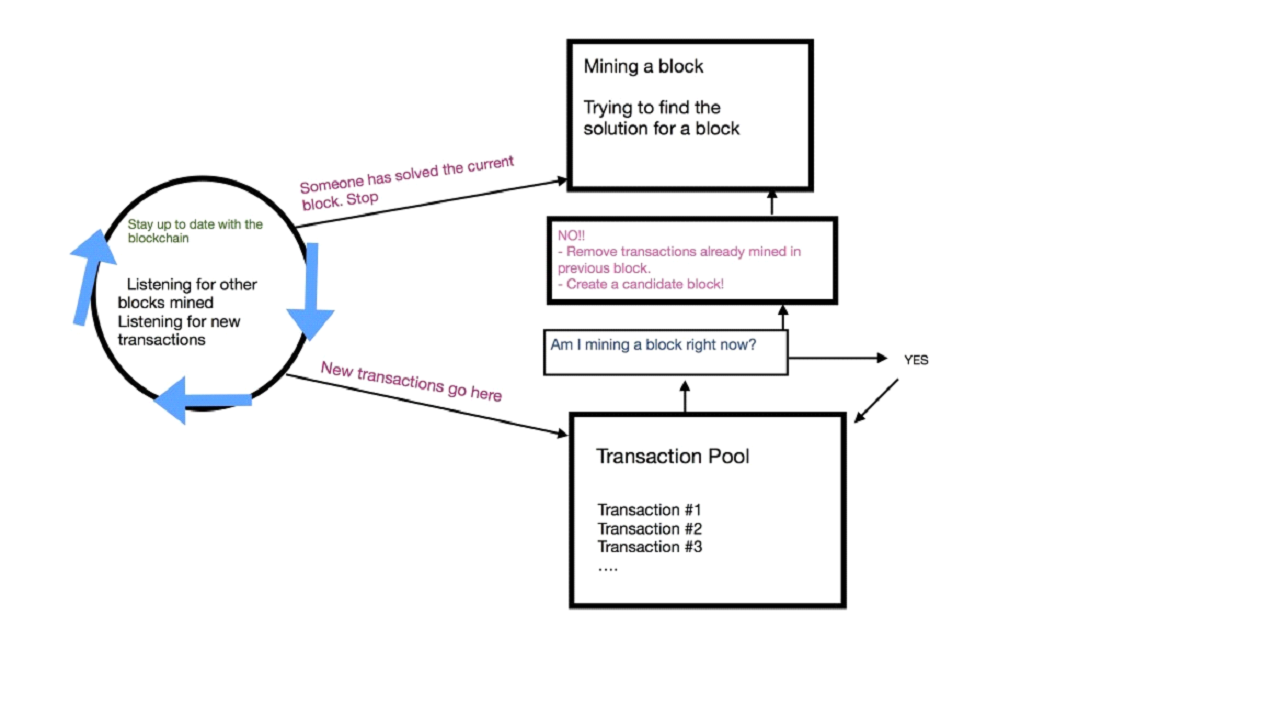 Mining a block
Trying to find the
solution for a block
Someone has solved the current
block. Stop
Stay up to date with the
blockchain
Listening for other
blocks mined
Listening for new
transactions
NO!!
- Remove transactions already mined in
previous block.
- Create a candidate block!
Am I mining a block right now?
YES
New transactions go here
Transaction Pool
Transaction #1
Transaction #2
Transaction #3
....